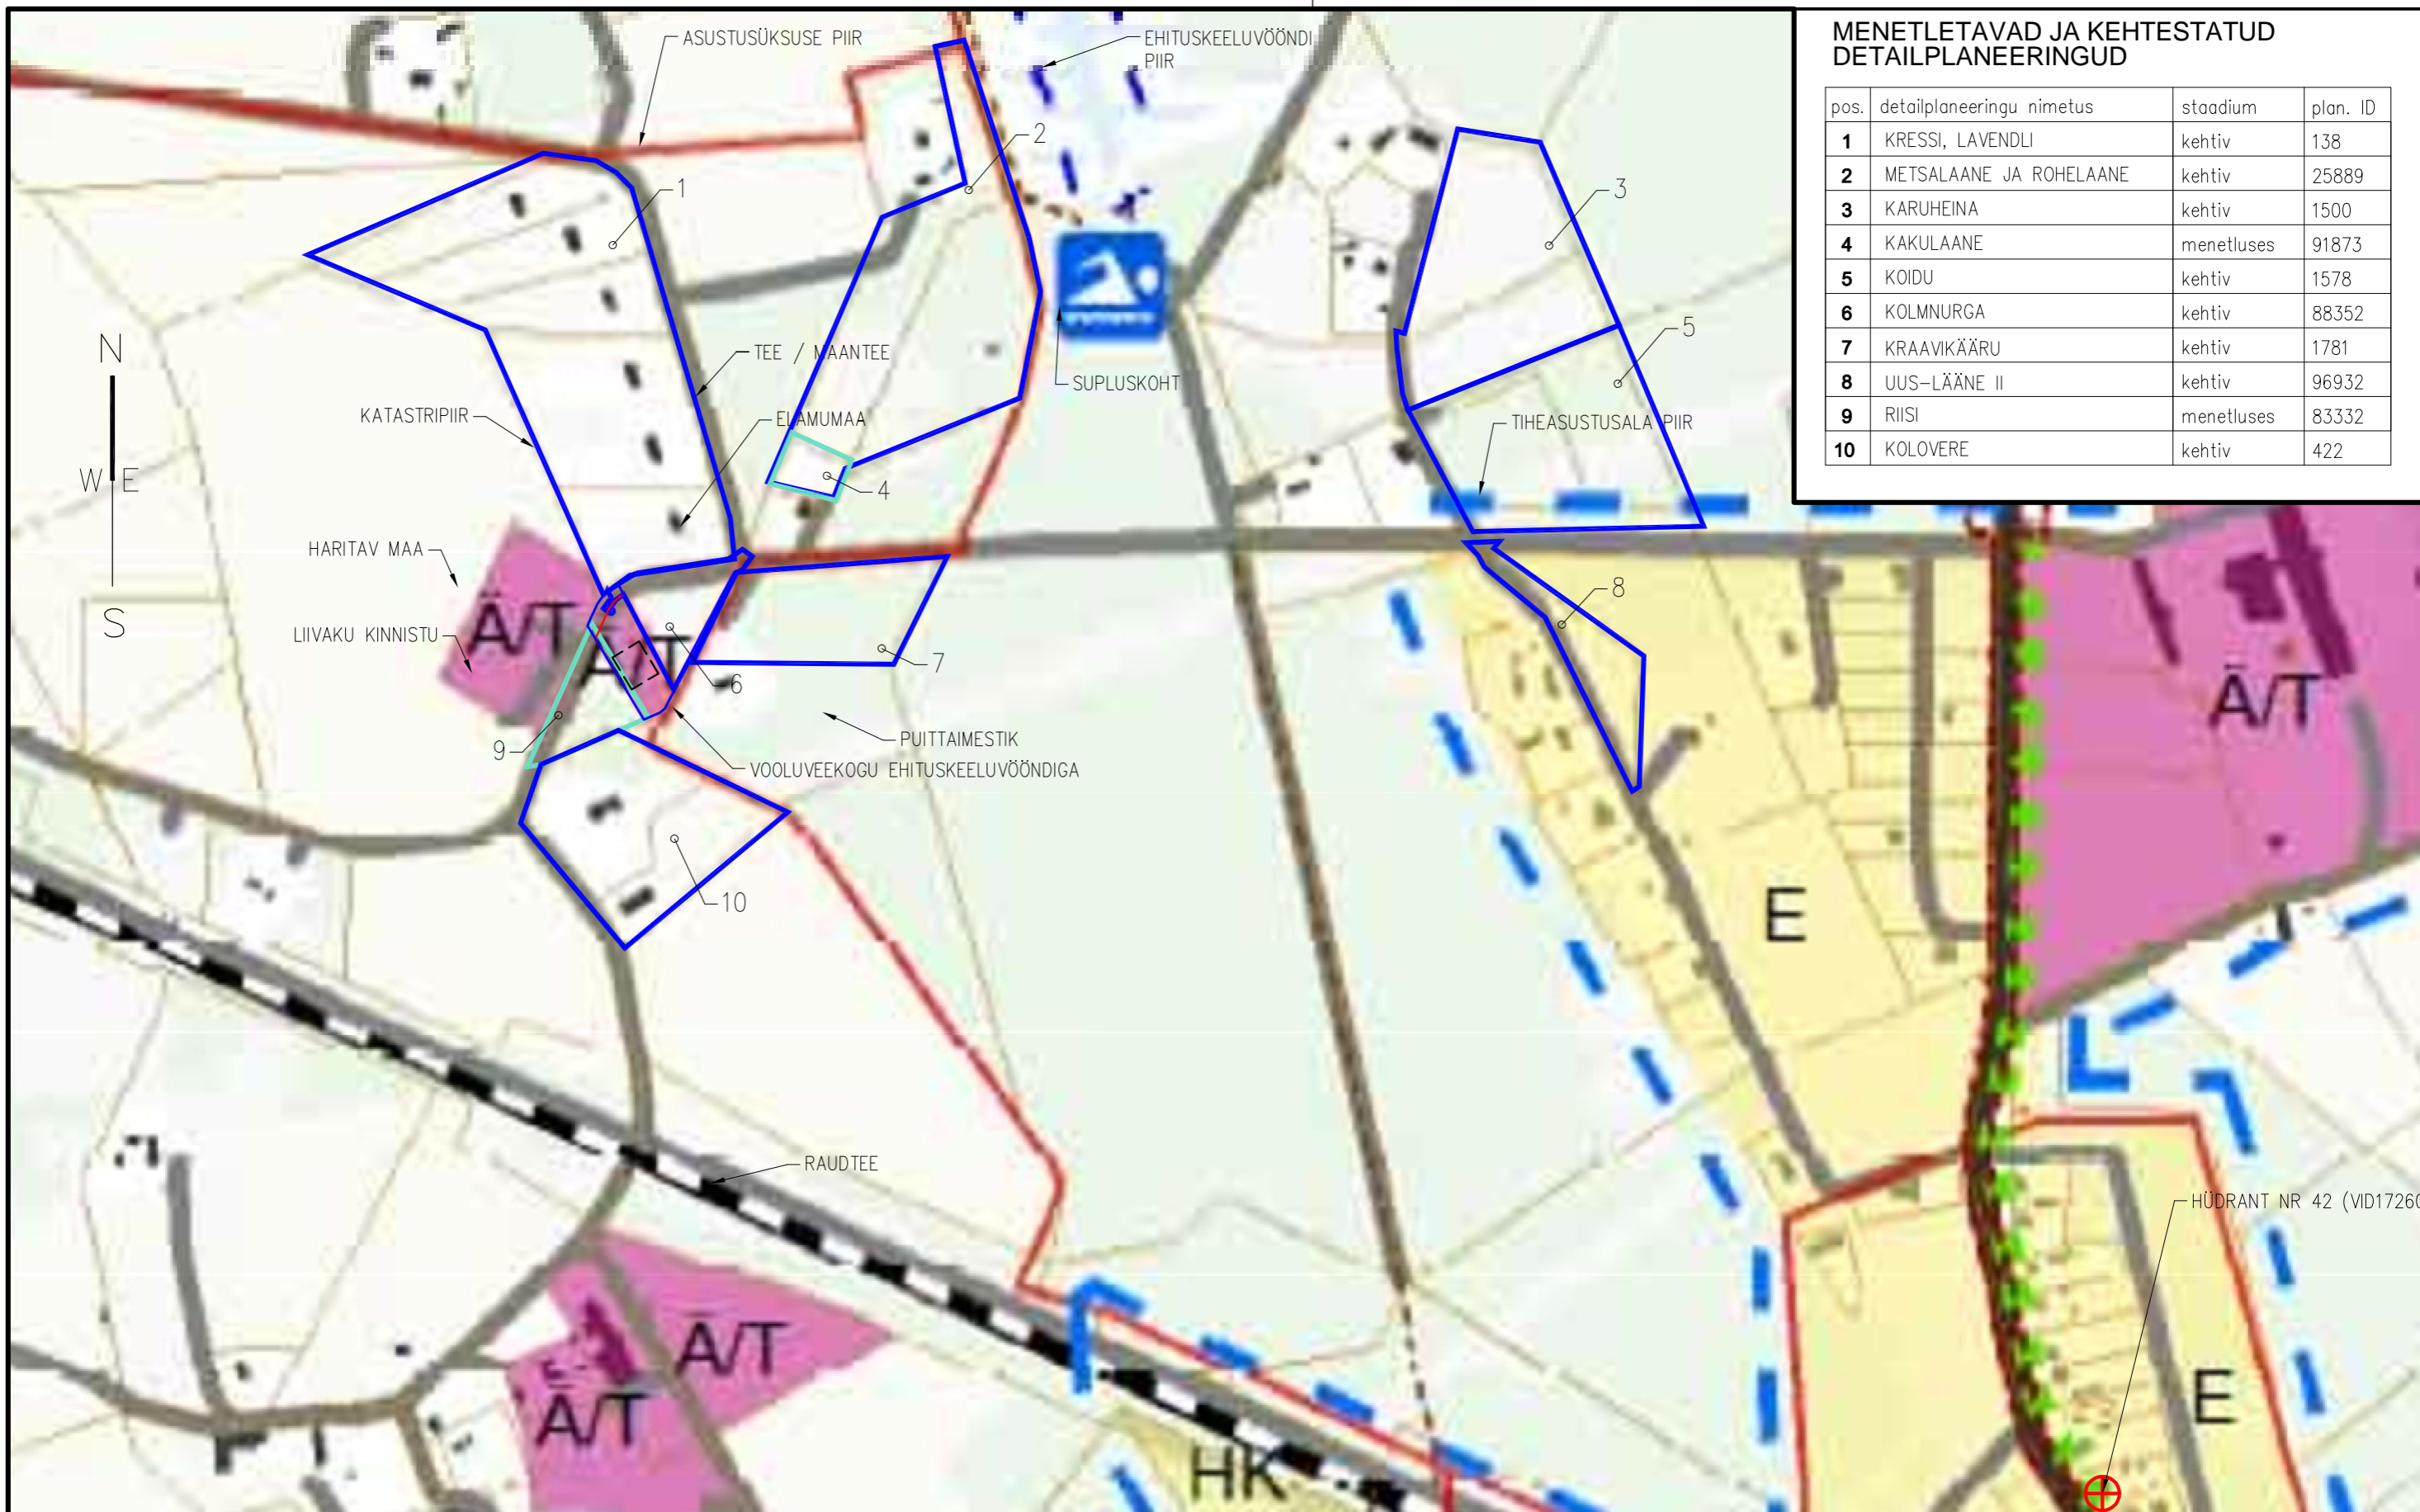 MENETLETAVAD JA KEHTESTATUD
DETAILPLANEERINGUD
pos. detailplaneeringu nimetus staadium plan. ID
1 KRESSI, LAVENDLI kehtiv 138
2 METSALAANE JA ROHELAANE kehtiv 25889
3 KARUHEINA kehtiv 1500
4 KAKULAANE menetluses 91873
5 KOIDU kehtiv 1578
6 KOLMNURGA kehtiv 88352
7 KRAAVIKÄÄRU kehtiv 1781
8 UUS-LÄÄNE II kehtiv 96932
9 RIISI menetluses 83332
10 KOLOVERE kehtiv 422
ASUSTUSÜKSUSE PIIR
EHITUSKEELUVÖÖNDI
PIIR
2
1
3
5
N
W E
S
TEE / MAANTEE
SUPLUSKOHT
KATASTRIPIIR
ELAMUMAA
TIHEASUSTUSALA PIIR
4
HARITAV MAA
LIIVAKU KINNISTU
Ä/T
Ä/T
8
7
6
Ä/T
9
PUITTAIMESTIK
VOOLUVEEKOGU EHITUSKEELUVÖÖNDIGA
10
E
RAUDTEE
HÜDRANT NR 42 (VID17260
Ä/T
Ä/T
E
HK